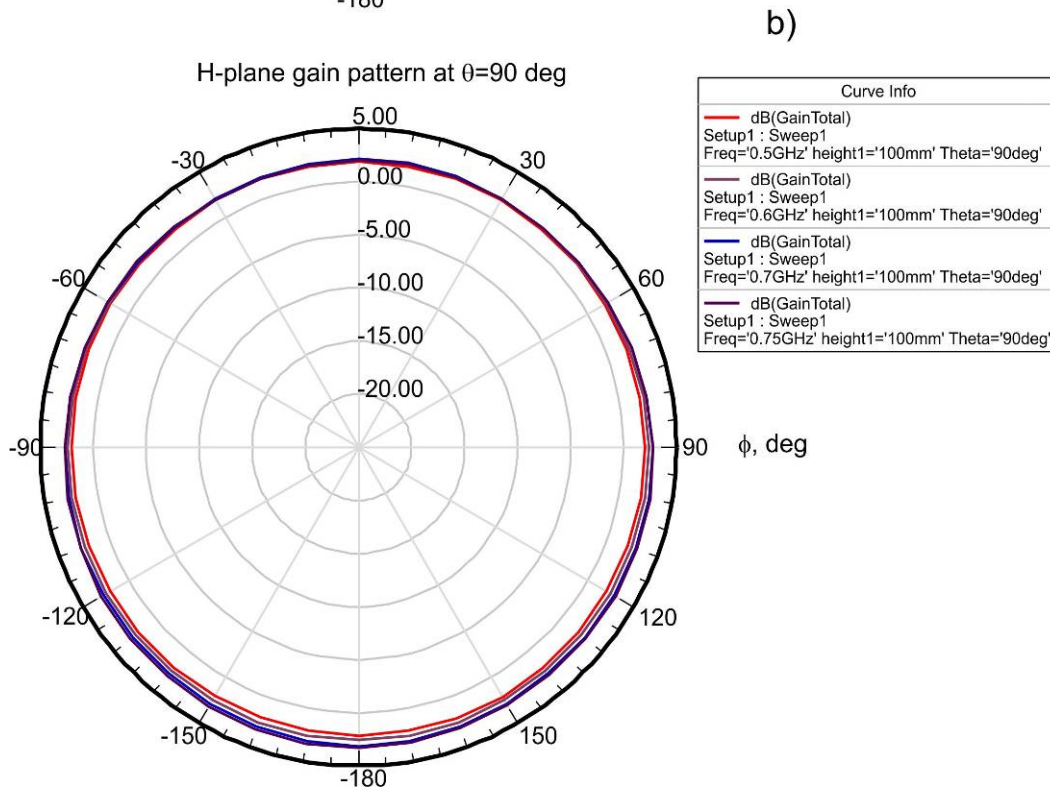 -180
b)
H-plane gain pattern at θ=90 deg
5.00
-30
30
0.00
-5.00
-60
60
-10.00
-15.00
-20.00
-90
90
ϕ, deg
-120
120
-150
150
-180
Curve Info
dB(GainTotal)
Setup1 : Sweep1
Freq='0.5GHz' height1='100mm' Theta='90deg'
dB(GainTotal)
Setup1 : Sweep1
Freq='0.6GHz' height1='100mm' Theta='90deg'
dB(GainTotal)
Setup1 : Sweep1
Freq='0.7GHz' height1='100mm' Theta='90deg'
dB(GainTotal)
Setup1 : Sweep1
Freq='0.75GHz' height1='100mm' Theta='90deg'